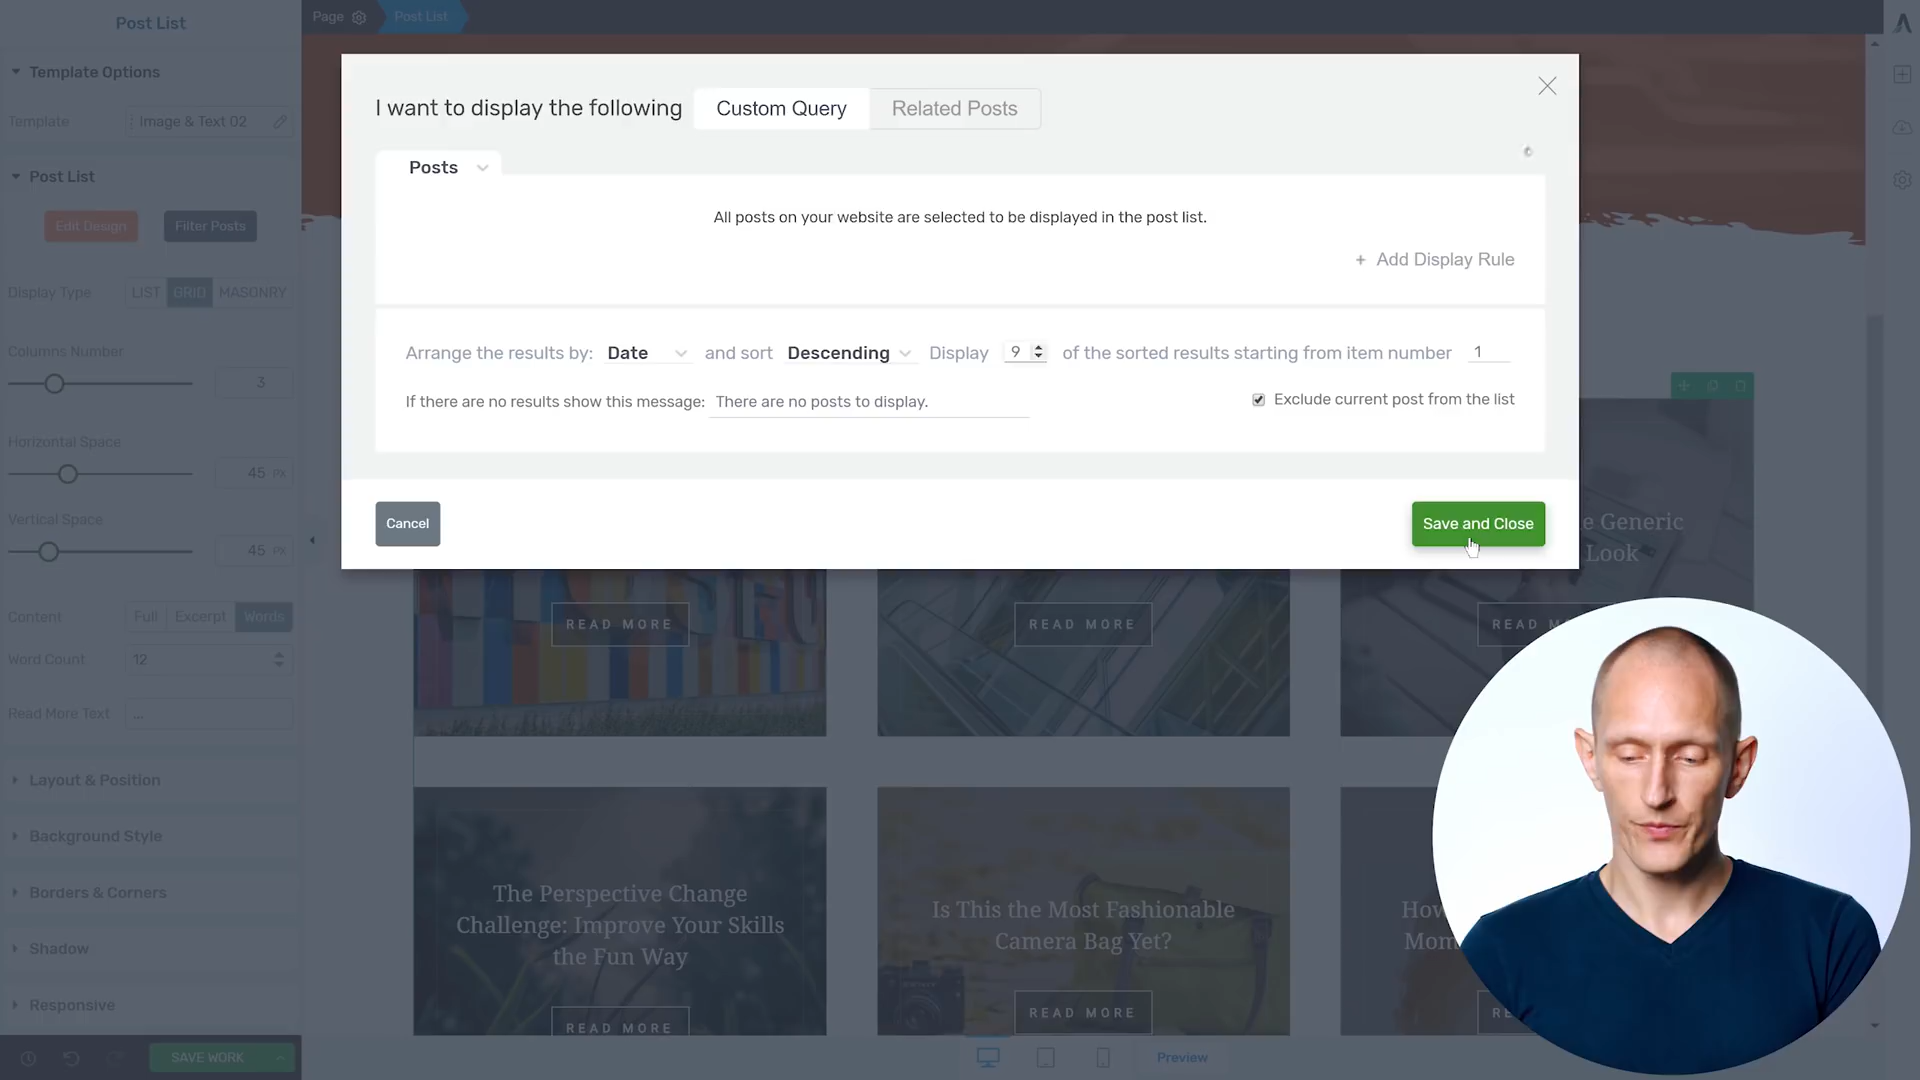 Post List
Page
Post List
Template Options
Template
Image & Text 02
Post List
Edit Design
Filter Posts
Display Type
LIST
GRID
MASONRY
Columns Number
3
Horizontal Space
45 PX
Vertical Space
45 PX
Content
Full
Excerpt
Words
Word Count
12
Read More Text
...
Layout & Position
Background Style
Borders & Corners
Shadow
Responsive
SAVE WORK
I want to display the following
Custom Query
Related Posts
Posts
All posts on your website are selected to be displayed in the post list.
+ Add Display Rule
Arrange the results by: Date and sort Descending Display 9 of the sorted results starting from item number 1
If there are no results show this message: There are no posts to display.
Exclude current post from the list
Cancel
Save and Close
Generic
Look
READ MORE
READ MORE
READ
The Perspective Change
Challenge: Improve Your Skills
the Fun Way
READ MORE
Is This the Most Fashionable
Camera Bag Yet?
READ MORE
Preview